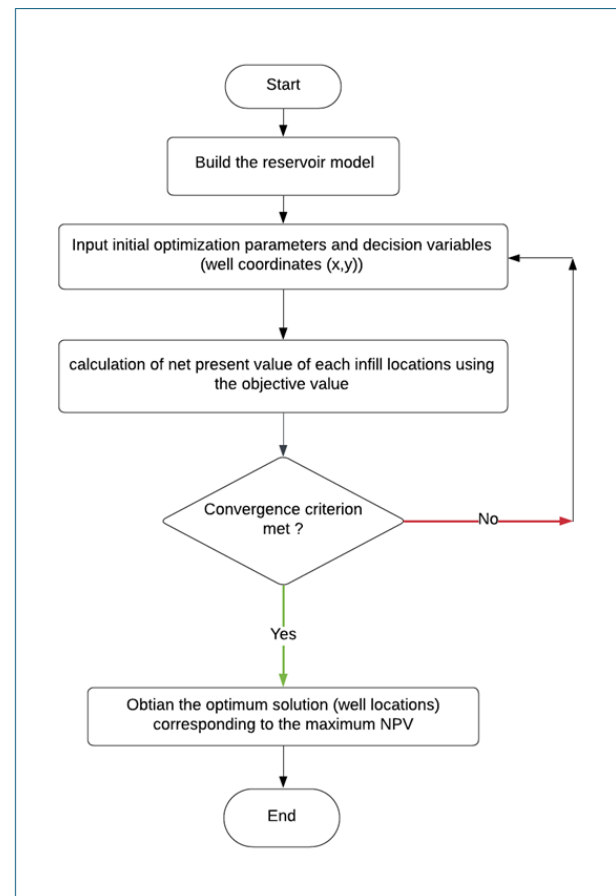 Start
Build the reservoir model
Input initial optimization parameters and decision variables
(well coordinates (x,y))
calculation of net present value of each infill locations using
the objective value
Convergence criterion
met ?
No
Yes
Obtian the optimum solution (well locations)
corresponding to the maximum NPV
End